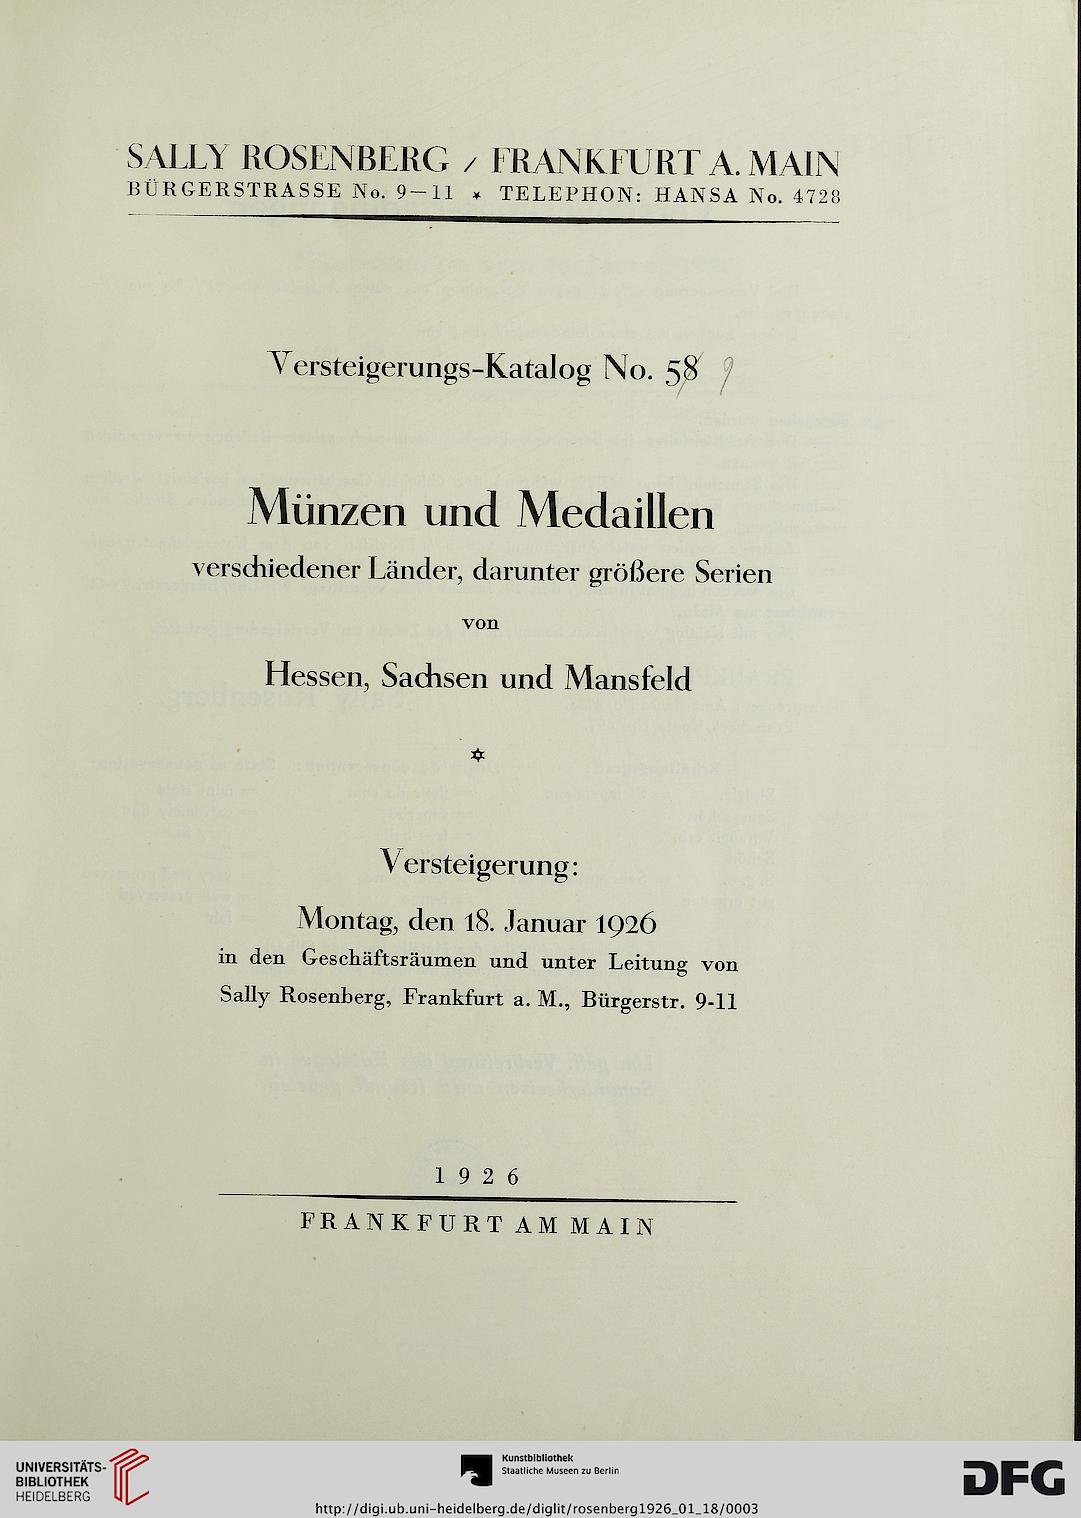 SALLY ROSENBERG / FRANKFURT A. MAIN
BÜRGERSTRASSE No. 9—11 ⋆ TELEPHON: HANSA No. 4728
Versteigerungs-Katalog No. 58 9
Münzen und Medaillen
verschiedener Länder, darunter größere Serien
von
Hessen, Sachsen und Mansfeld
✡
Versteigerung:
Montag, den 18. Januar 1926
in den Geschäftsräumen und unter Leitung von
Sally Rosenberg, Frankfurt a. M., Bürgerstr. 9-11
1926
FRANKFURT AM MAIN
UNIVERSITÄTS-
BIBLIOTHEK
HEIDELBERG
Kunstbibliothek
Staatliche Museen zu Berlin
DFG
http://digi.ub.uni-heidelberg.de/diglit/rosenberg1926_01_18/0003